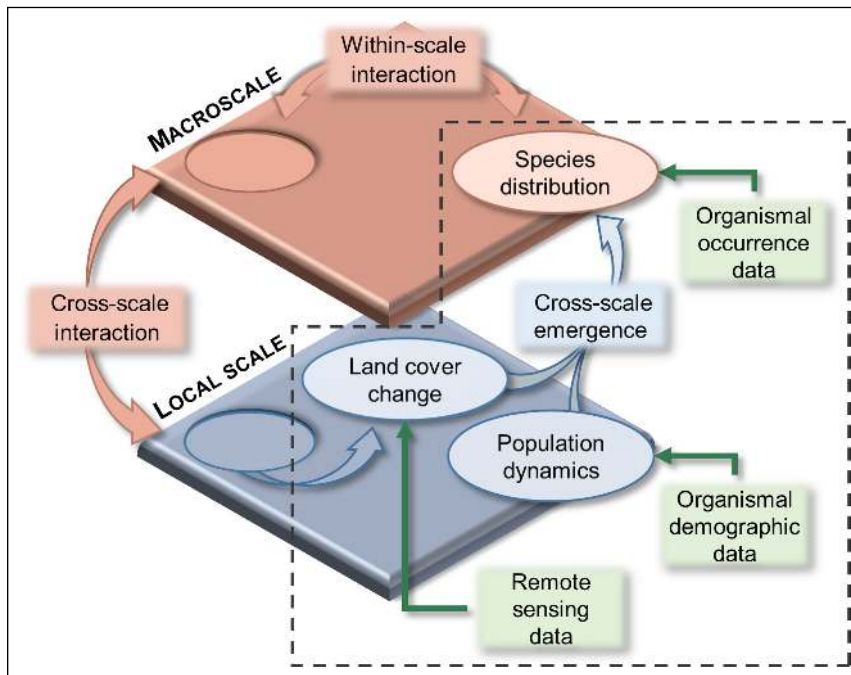 Within-scale
interaction
MACROSCALE
Species
distribution
Organismal
occurrence
data
Cross-scale
interaction
Cross-scale
emergence
LOCAL SCALE
Land cover
change
Population
dynamics
Organismal
demographic
data
Remote
sensing
data